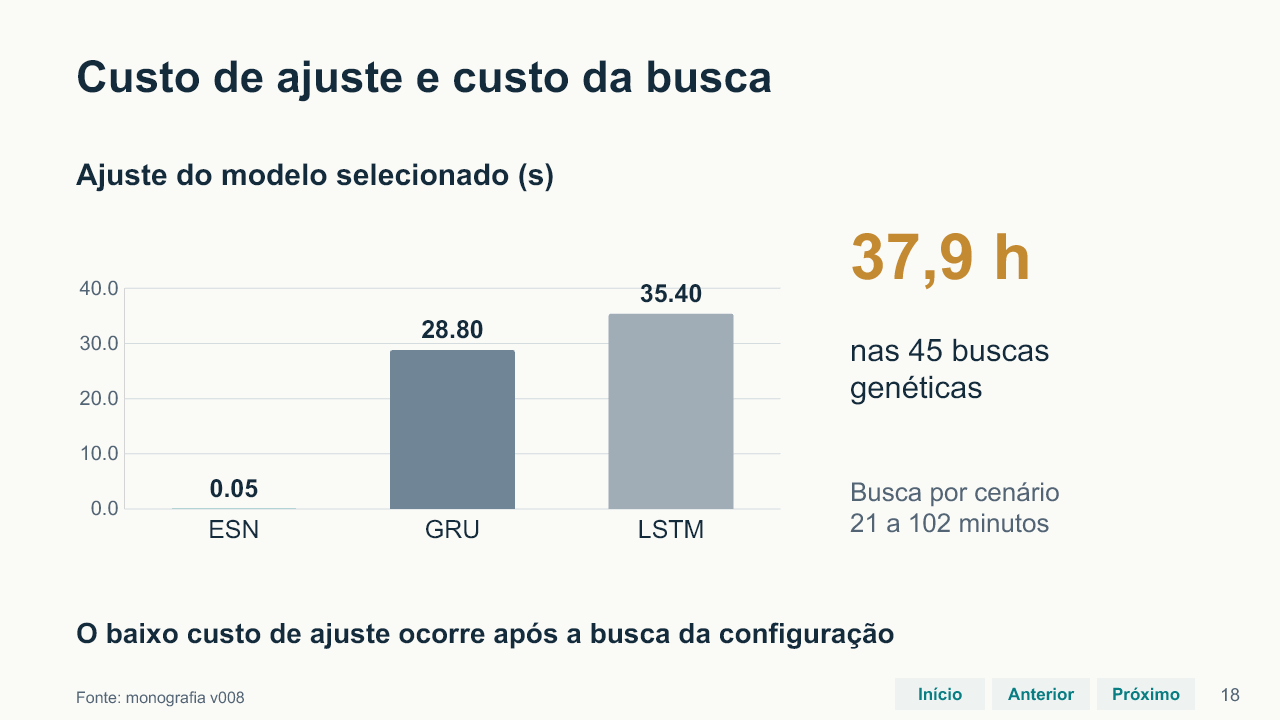 Custo de ajuste e custo da busca
Ajuste do modelo selecionado (s)
40.0
30.0
20.0
10.0
0.0
0.05
28.80
35.40
ESN
GRU
LSTM
37,9 h
nas 45 buscas
genéticas
Busca por cenário
21 a 102 minutos
O baixo custo de ajuste ocorre após a busca da configuração
Fonte: monografia v008
Início
Anterior
Próximo
18